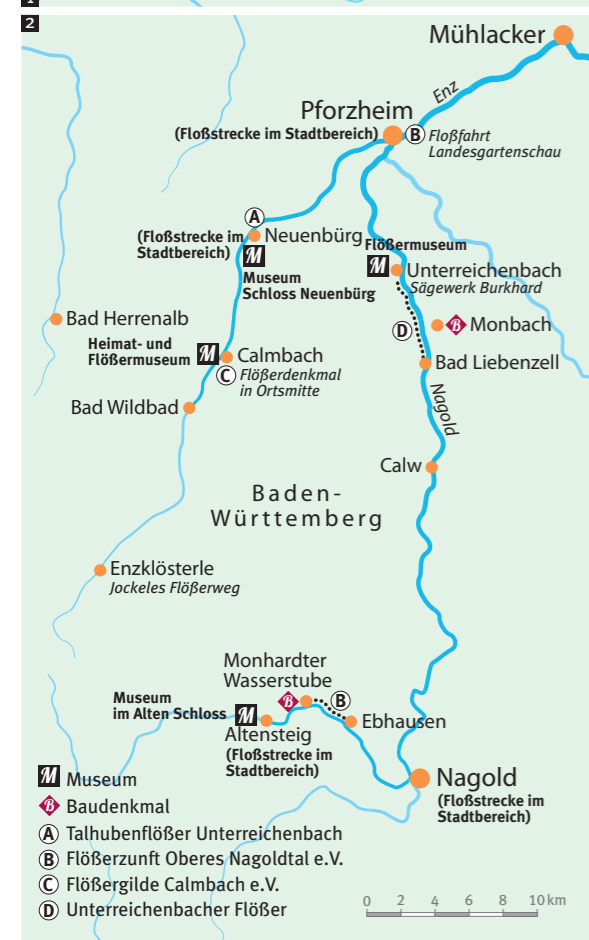 1
2
Mühlacker
Enz
Pforzheim
(Floßstrecke im Stadtbereich)
B
Floßfahrt
Landesgartenschau
A
(Floßstrecke im
Stadtbereich)
Neuenbürg
M
Museum
Schloss Neuenbürg
Flößermuseum
M
Unterreichenbach
Sägewerk Burkhard
D
B
Monbach
Bad Herrenalb
Heimat- und
Flößermuseum
M
Calmbach
C
Flößerdenkmal
in Ortsmitte
Bad Liebenzell
Nagold
Bad Wildbad
Calw
Baden-
Württemberg
Enzklösterle
Jockeles Flößerweg
Monhardter
Wasserstube
B
B
Museum
im Alten Schloss
M
Altensteig
(Floßstrecke im
Stadtbereich)
Ebhausen
Nagold
(Floßstrecke im
Stadtbereich)
M Museum
B Baudenkmal
A Talhubenflößer Unterreichenbach
B Flößerzunft Oberes Nagoldtal e.V.
C Flößergilde Calmbach e.V.
D Unterreichenbacher Flößer
0 2 4 6 8 10 km